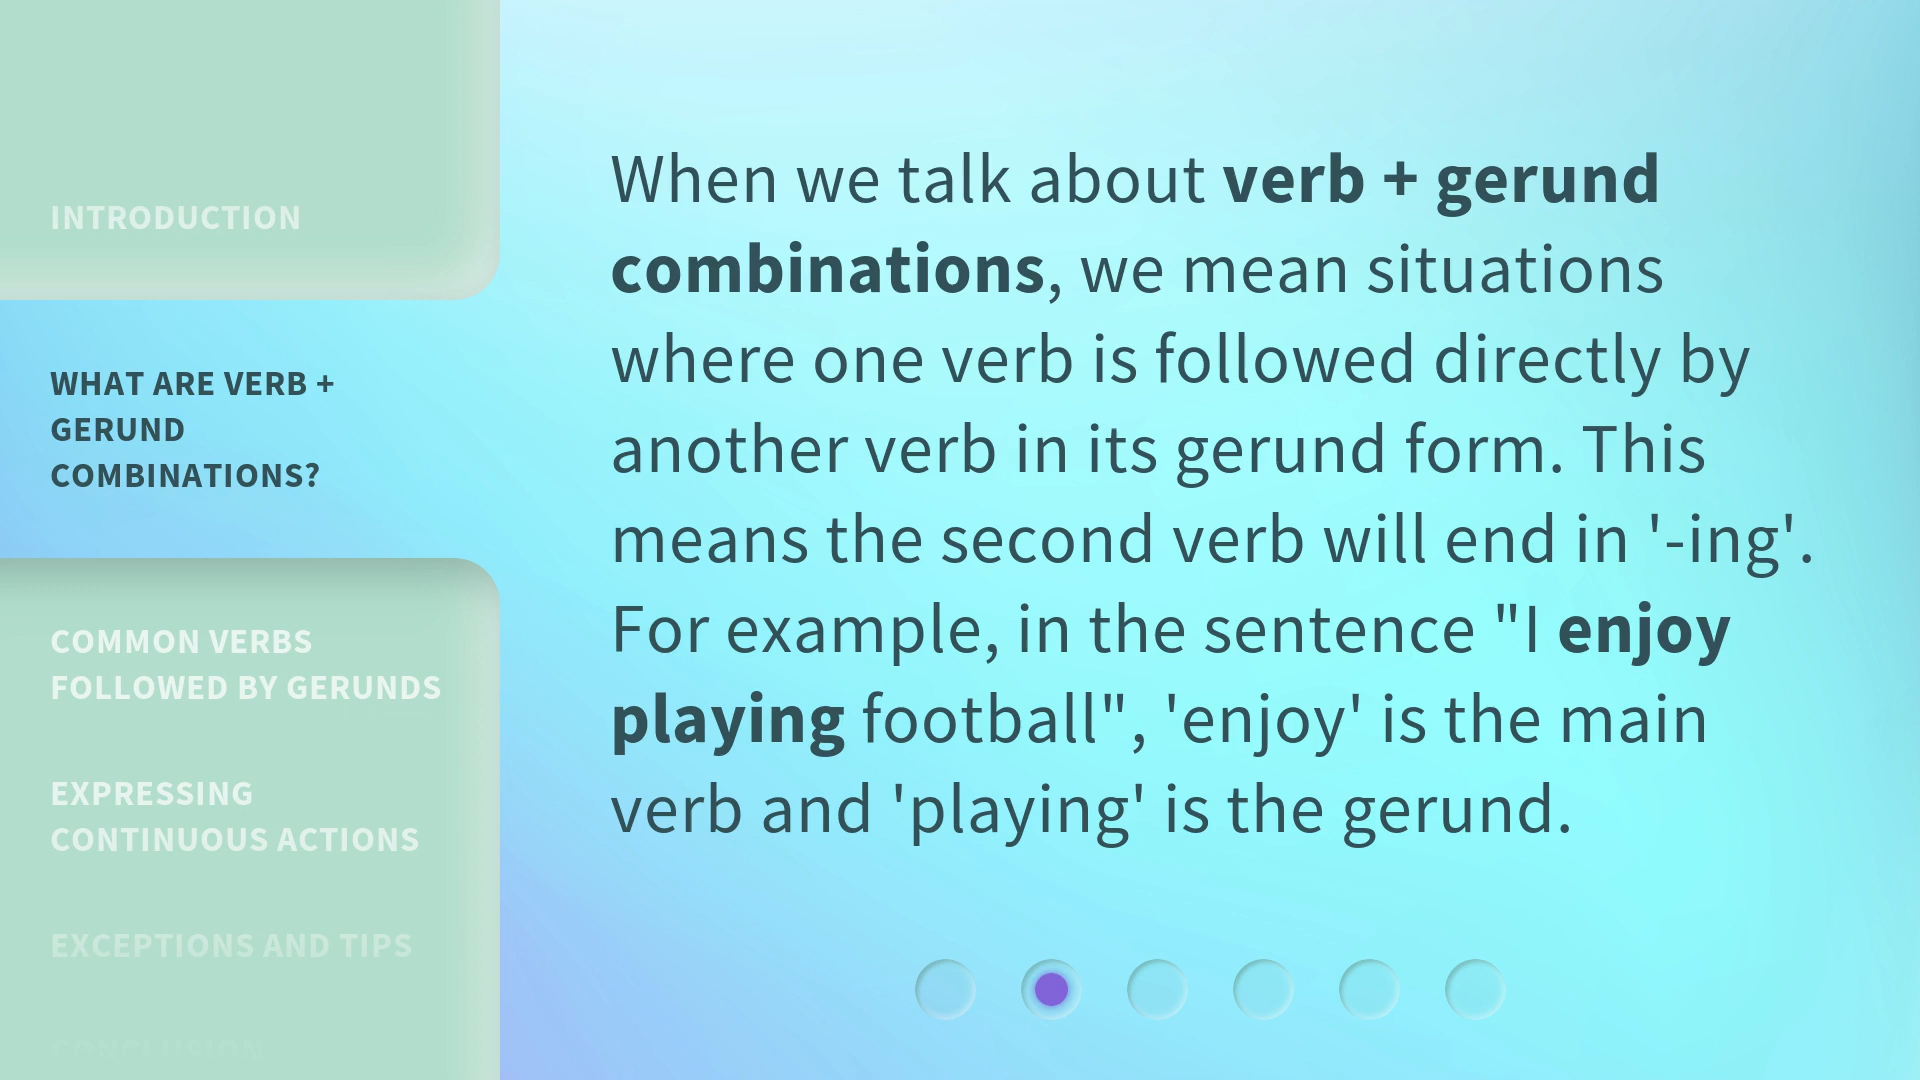 INTRODUCTION
WHAT ARE VERB +
GERUND
COMBINATIONS?
COMMON VERBS
FOLLOWED BY GERUNDS
EXPRESSING
CONTINUOUS ACTIONS
EXCEPTIONS AND TIPS
CONCLUSION
When we talk about verb + gerund
combinations, we mean situations
where one verb is followed directly by
another verb in its gerund form. This
means the second verb will end in '-ing'.
For example, in the sentence "I enjoy
playing football", 'enjoy' is the main
verb and 'playing' is the gerund.